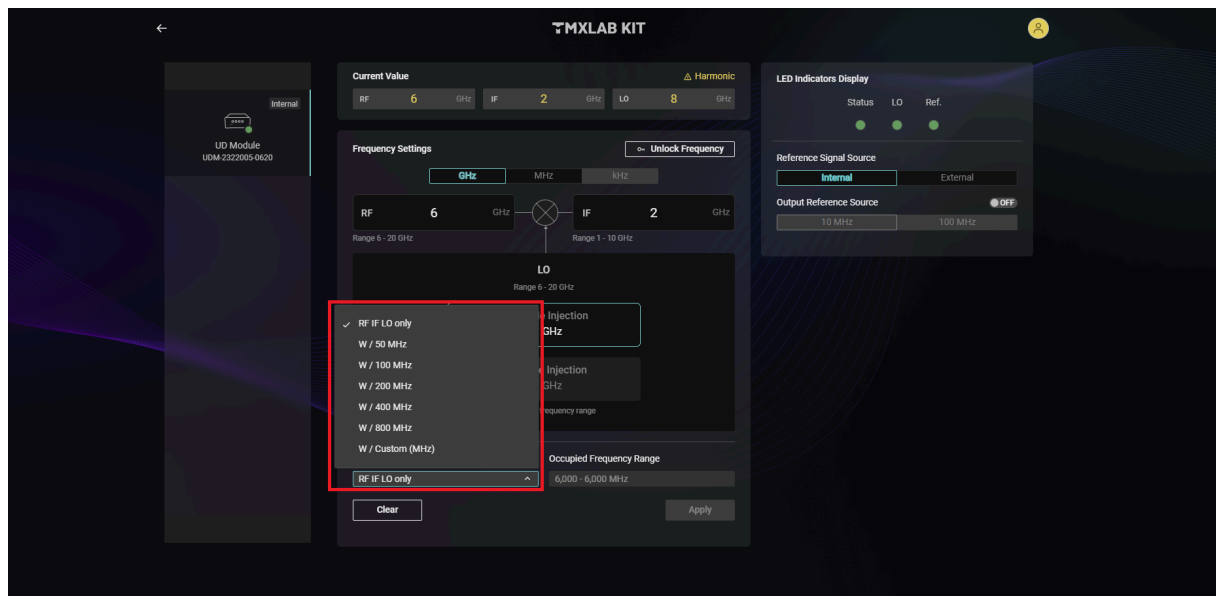 TMXLAB KIT
Internal
UD Module
UDM-2322005-0620
Current Value
Harmonic
RF 6 GHz IF 2 GHz LO 8 GHz
Frequency Settings
Unlock Frequency
GHz MHz kHz
RF 6 GHz IF 2 GHz
Range 6 - 20 GHz Range 1 - 10 GHz
LO
Range 6 - 20 GHz
Injection
GHz
Injection
GHz
frequency range
RF IF LO only
W / 50 MHz
W / 100 MHz
W / 200 MHz
W / 400 MHz
W / 800 MHz
W / Custom (MHz)
Occupied Frequency Range
RF IF LO only
6,000 - 6,000 MHz
Clear
Apply
LED Indicators Display
Status LO Ref.
Reference Signal Source
Internal External
Output Reference Source OFF
10 MHz 100 MHz